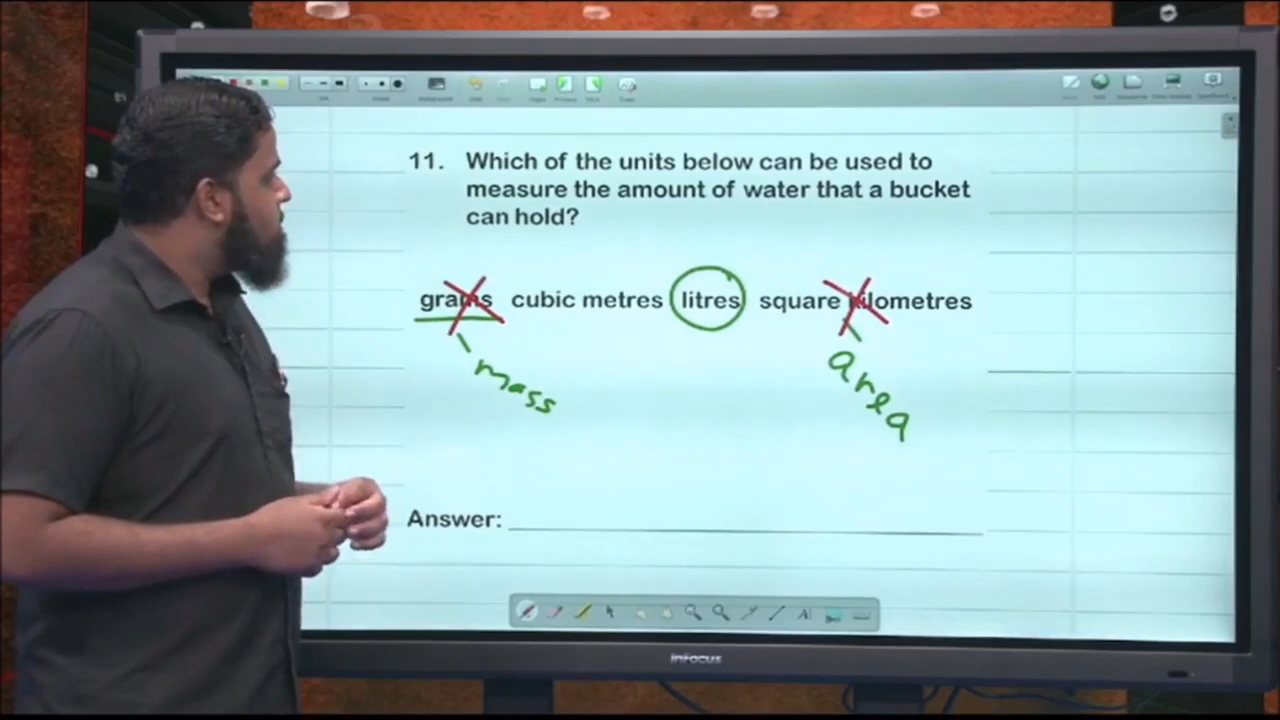 11. Which of the units below can be used to
measure the amount of water that a bucket
can hold?
grams cubic metres litres square kilometres
mass
area
Answer:
InFocus